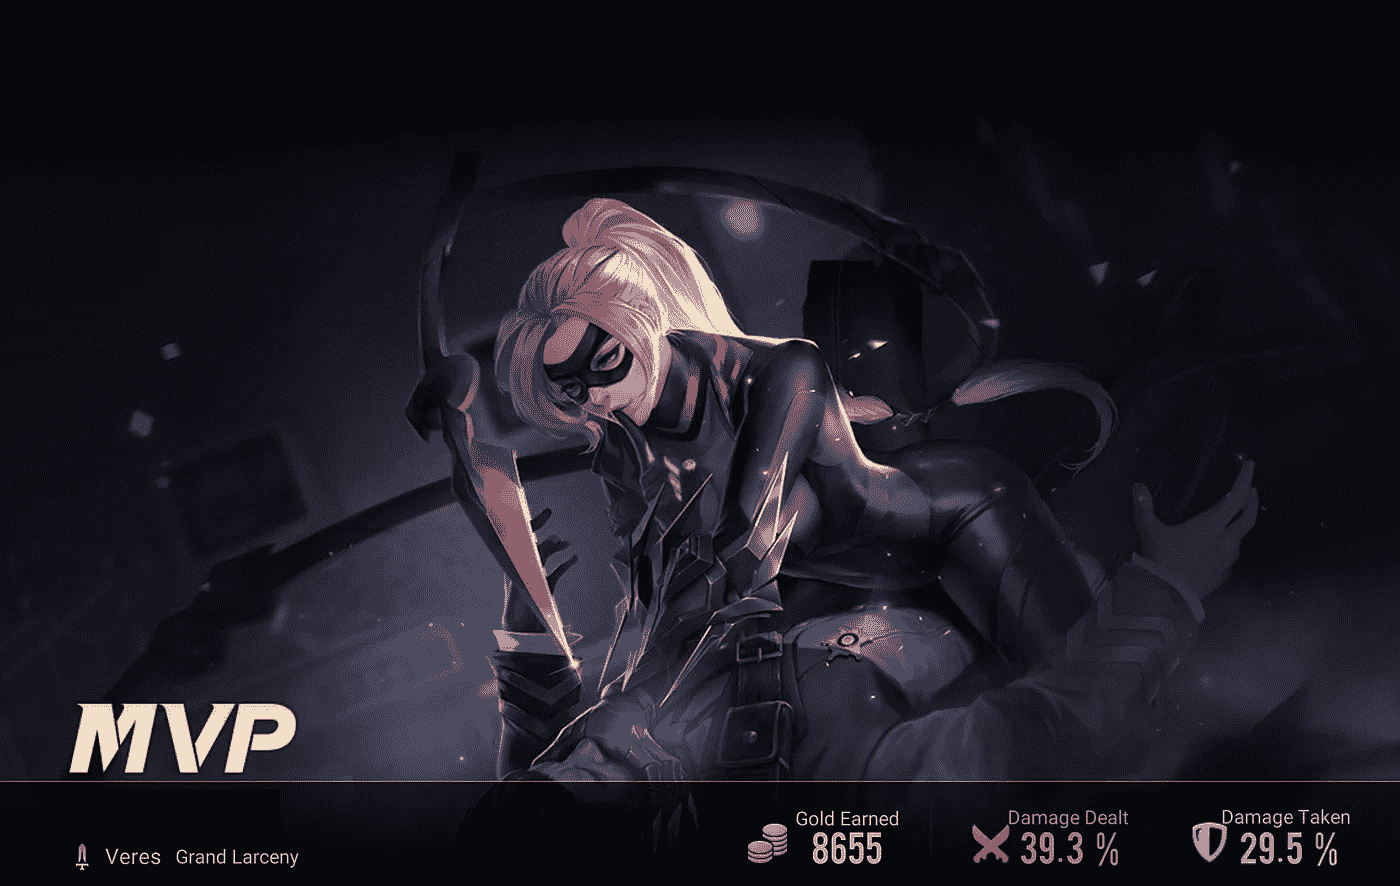 MVP
Veres Grand Larceny
Gold Earned
8655
Damage Dealt
39.3 %
Damage Taken
29.5 %